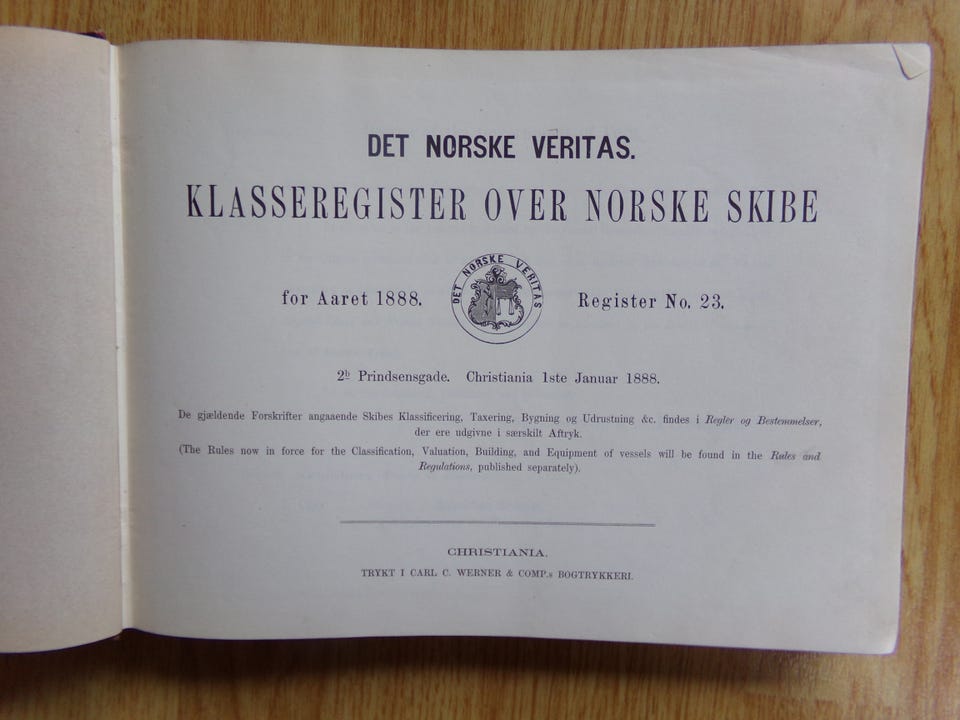 DET NORSKE VERITAS.
KLASSEREGISTER OVER NORSKE SKIBE
for Aaret 1888.
DET NORSKE VERITAS
Register No. 23.
2b Prindsensgade. Christiania 1ste Januar 1888.
De gjældende Forskrifter angaaende Skibes Klassificering, Taxering, Bygning og Udrustning &c. findes i Regler og Bestemmelser,
der ere udgivne i særskilt Aftryk.
(The Rules now in force for the Classification, Valuation, Building, and Equipment of vessels will be found in the Rules and
Regulations, published separately).
CHRISTIANIA.
TRYKT I CARL C. WERNER & COMP.s BOGTRYKKERI.